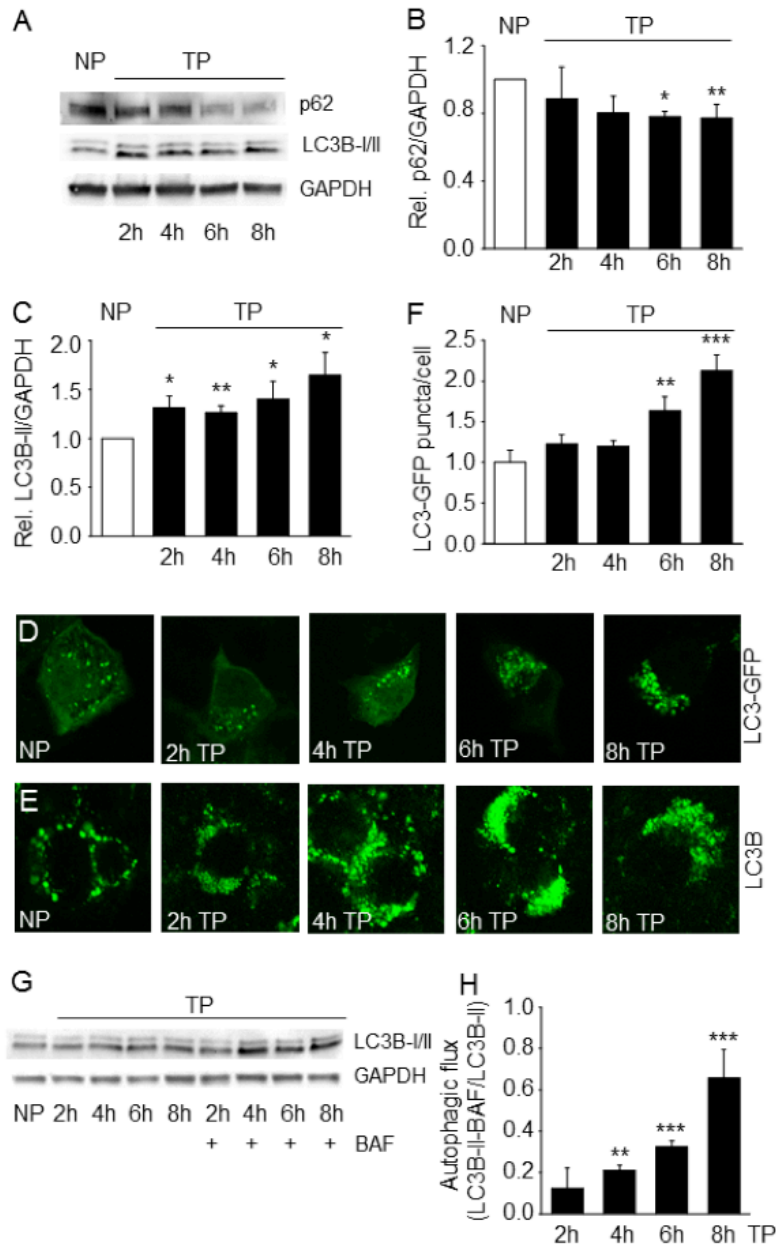 A
NP TP
p62
LC3B-I/II
GAPDH
2h 4h 6h 8h
B
NP TP
Rel. p62/GAPDH
1.2
0.8
0.4
0.0
* **
2h 4h 6h 8h
C
NP TP
Rel. LC3B-II/GAPDH
2.0
1.5
1.0
0.5
0.0
* ** * *
2h 4h 6h 8h
F
NP TP
LC3-GFP puncta/cell
2.5
2.0
1.5
1.0
0.5
0.0
** ***
2h 4h 6h 8h
D
NP 2h TP 4h TP 6h TP 8h TP
LC3-GFP
E
NP 2h TP 4h TP 6h TP 8h TP
LC3B
G
TP
LC3B-I/II
GAPDH
NP 2h 4h 6h 8h 2h 4h 6h 8h
+ + + + BAF
H
Autophagic flux
(LC3B-II-BAF/LC3B-II)
1.0
0.8
0.6
0.4
0.2
0.0
** *** ***
2h 4h 6h 8h TP